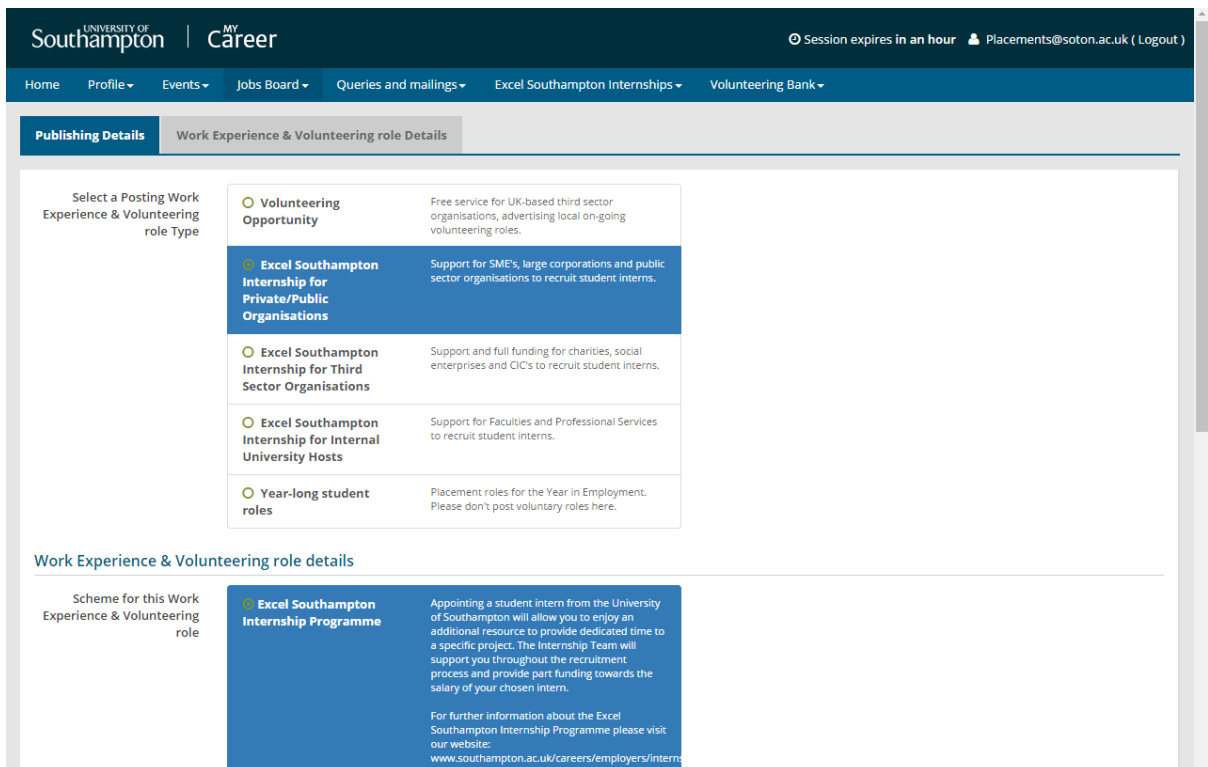 UNIVERSITY OF
Southampton
MY
Career
Session expires in an hour Placements@soton.ac.uk ( Logout )
Home Profile Events Jobs Board Queries and mailings Excel Southampton Internships Volunteering Bank
Publishing Details Work Experience & Volunteering role Details
Select a Posting Work
Experience & Volunteering
role Type
Volunteering
Opportunity
Free service for UK-based third sector
organisations, advertising local on-going
volunteering roles.
Excel Southampton
Internship for
Private/Public
Organisations
Support for SME's, large corporations and public
sector organisations to recruit student interns.
Excel Southampton
Internship for Third
Sector Organisations
Support and full funding for charities, social
enterprises and CIC's to recruit student interns.
Excel Southampton
Internship for Internal
University Hosts
Support for Faculties and Professional Services
to recruit student interns.
Year-long student
roles
Placement roles for the Year in Employment.
Please don't post voluntary roles here.
Work Experience & Volunteering role details
Scheme for this Work
Experience & Volunteering
role
Excel Southampton
Internship Programme
Appointing a student intern from the University
of Southampton will allow you to enjoy an
additional resource to provide dedicated time to
a specific project. The Internship Team will
support you throughout the recruitment
process and provide part funding towards the
salary of your chosen intern.
For further information about the Excel
Southampton Internship Programme please visit
our website:
www.southampton.ac.uk/careers/employers/interns